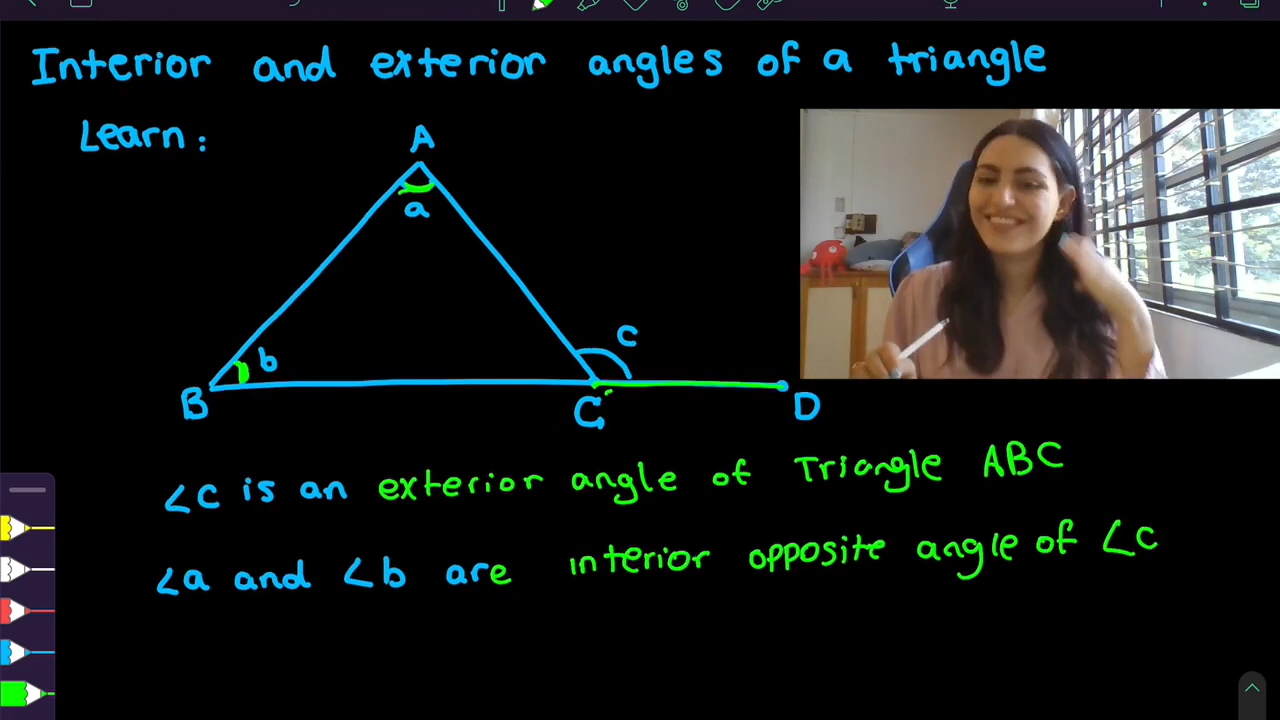 Interior and exterior angles of a triangle
Learn:
A
a
b
c
B
C
D
∠c is an exterior angle of Triangle ABC
∠a and ∠b are interior opposite angle of ∠c